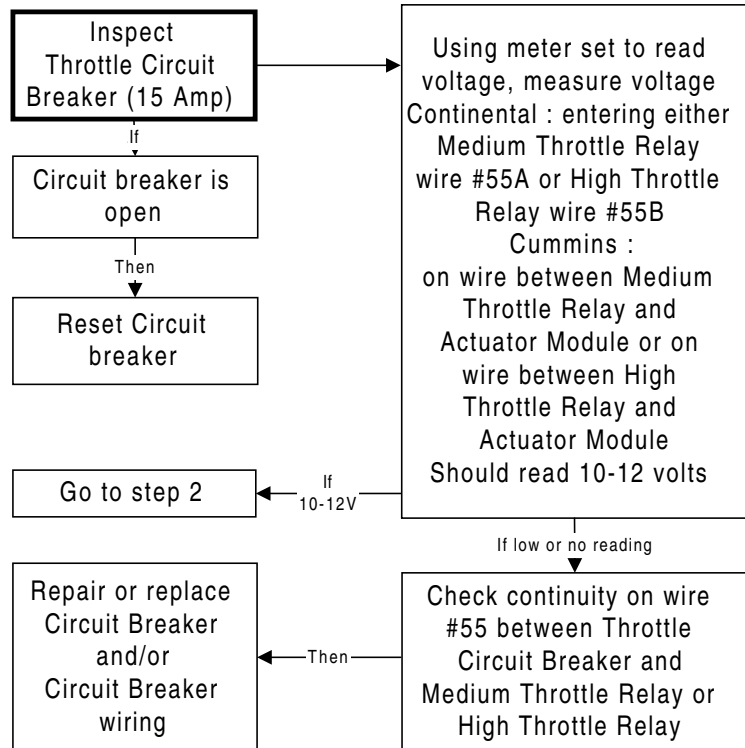 Inspect
Throttle Circuit
Breaker (15 Amp)
If
Circuit breaker is
open
Then
Reset Circuit
breaker
Using meter set to read
voltage, measure voltage
Continental : entering either
Medium Throttle Relay
wire #55A or High Throttle
Relay wire #55B
Cummins :
on wire between Medium
Throttle Relay and
Actuator Module or on
wire between High
Throttle Relay and
Actuator Module
Should read 10-12 volts
If
10-12V
Go to step 2
If low or no reading
Check continuity on wire
#55 between Throttle
Circuit Breaker and
Medium Throttle Relay or
High Throttle Relay
Then
Repair or replace
Circuit Breaker
and/or
Circuit Breaker
wiring